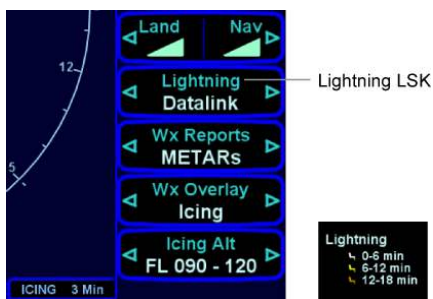 Land Nav
12
Lightning
Datalink
Lightning LSK
Wx Reports
METARs
5
Wx Overlay
Icing
Icing Alt
FL 090 - 120
ICING 3 Min
Lightning
0-6 min
6-12 min
12-18 min